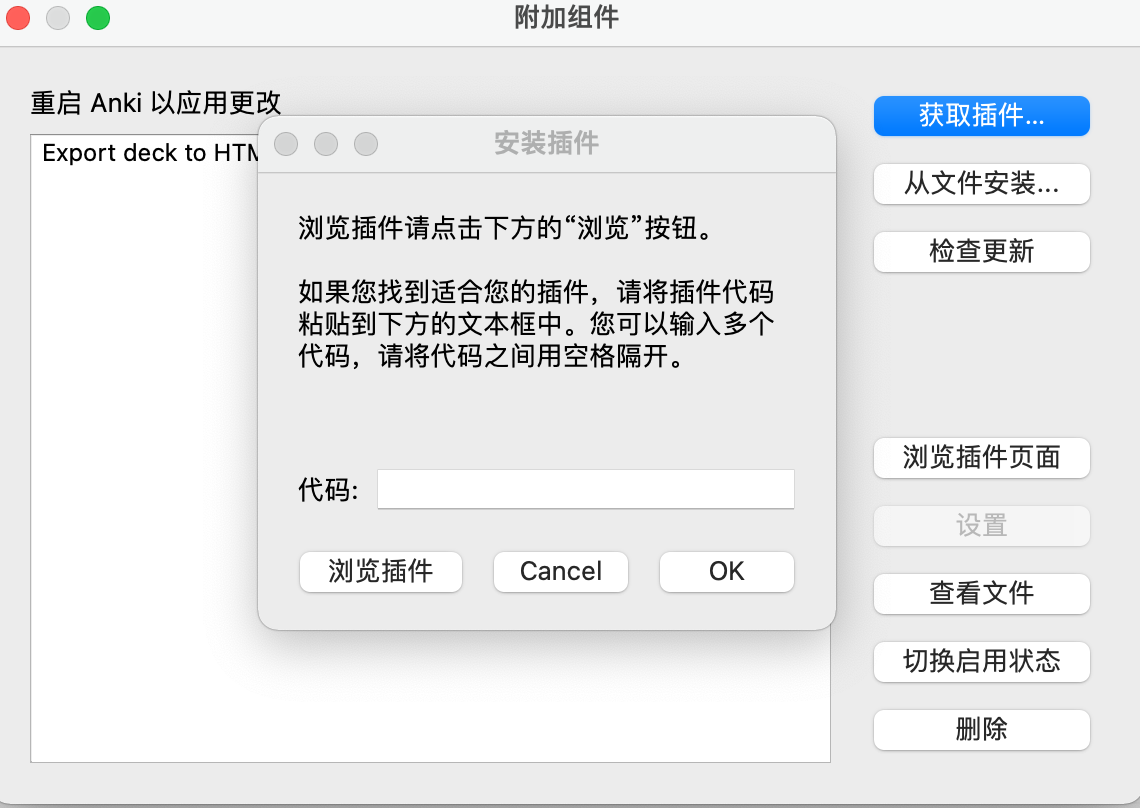 附加组件
重启 Anki 以应用更改
Export deck to HTM
获取插件...
从文件安装...
检查更新
浏览插件页面
设置
查看文件
切换启用状态
删除
安装插件
浏览插件请点击下方的“浏览”按钮。
如果您找到适合您的插件，请将插件代码
粘贴到下方的文本框中。您可以输入多个
代码，请将代码之间用空格隔开。
代码:
浏览插件
Cancel
OK